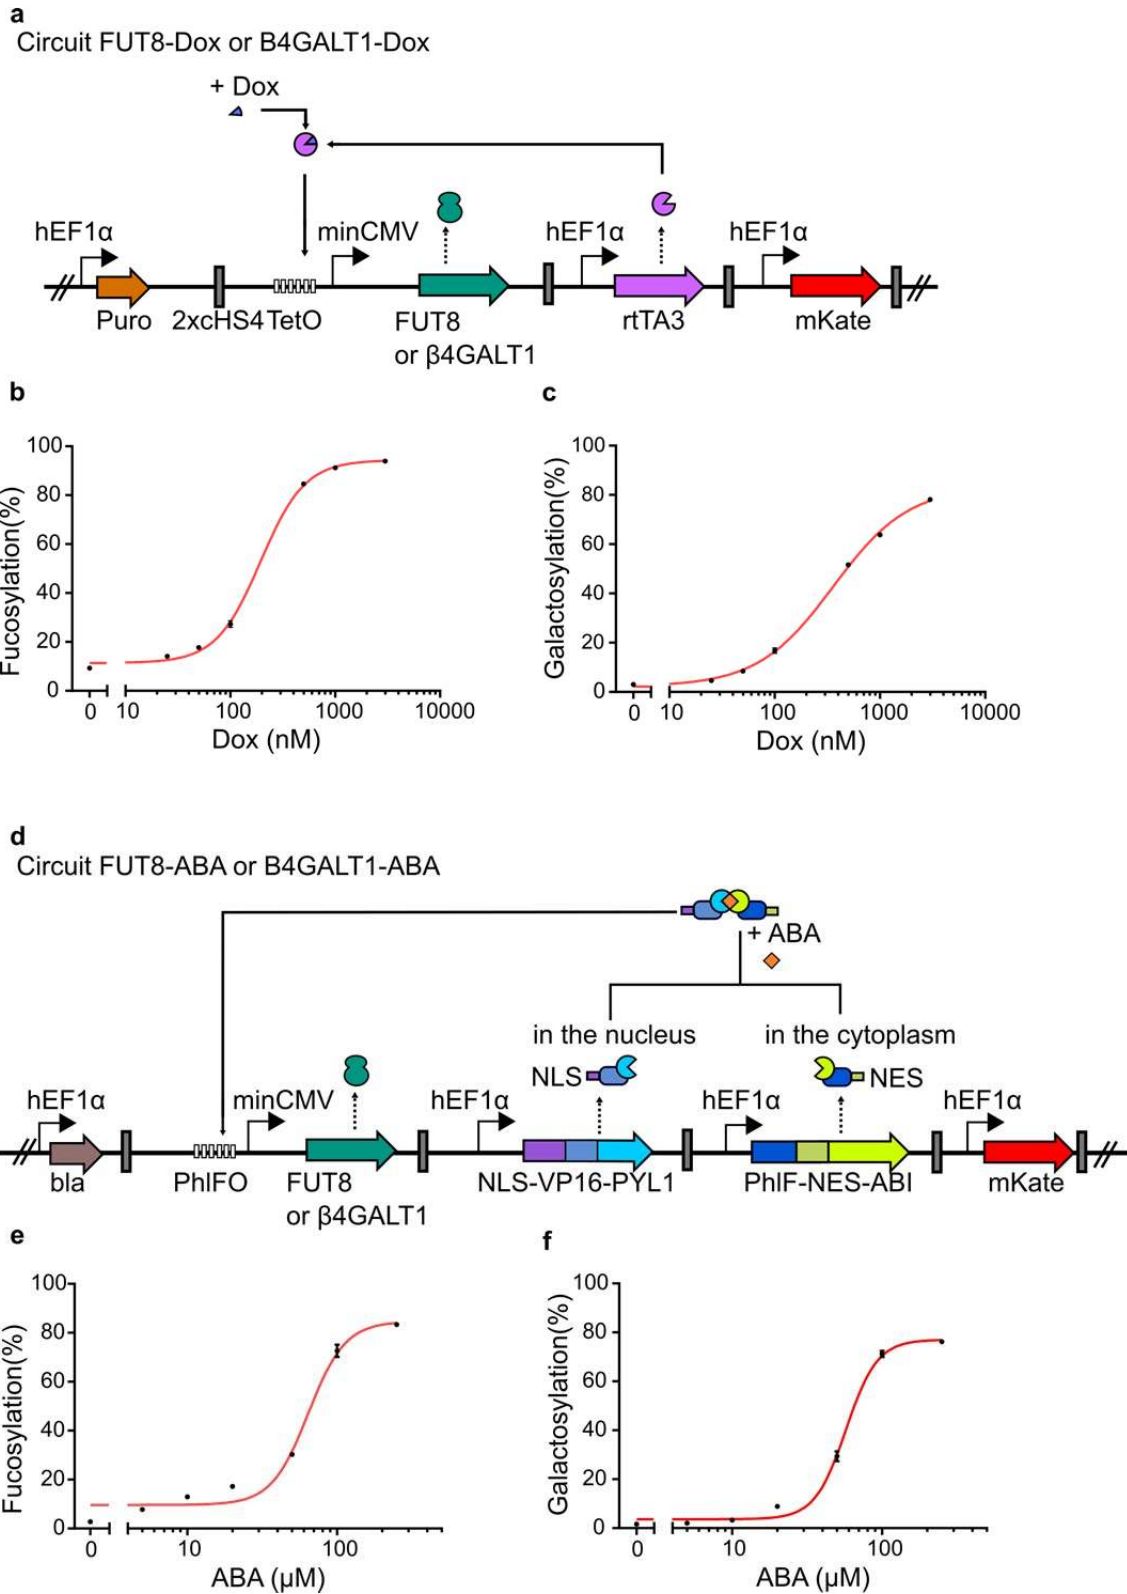 a
Circuit FUT8-Dox or B4GALT1-Dox
+ Dox
hEF1α
minCMV
hEF1α
hEF1α
Puro
2xcHS4
TetO
FUT8
or β4GALT1
rtTA3
mKate
b
100
80
60
40
20
0
Fucosylation(%)
0 10 100 1000 10000
Dox (nM)
c
100
80
60
40
20
0
Galactosylation(%)
0 10 100 1000 10000
Dox (nM)
d
Circuit FUT8-ABA or B4GALT1-ABA
+ ABA
in the nucleus
in the cytoplasm
NLS
NES
hEF1α
minCMV
hEF1α
hEF1α
hEF1α
bla
PhlFO
FUT8
or β4GALT1
NLS-VP16-PYL1
PhlF-NES-ABI
mKate
e
100
80
60
40
20
0
Fucosylation(%)
0 10 100
ABA (μM)
f
100
80
60
40
20
0
Galactosylation(%)
0 10 100
ABA (μM)